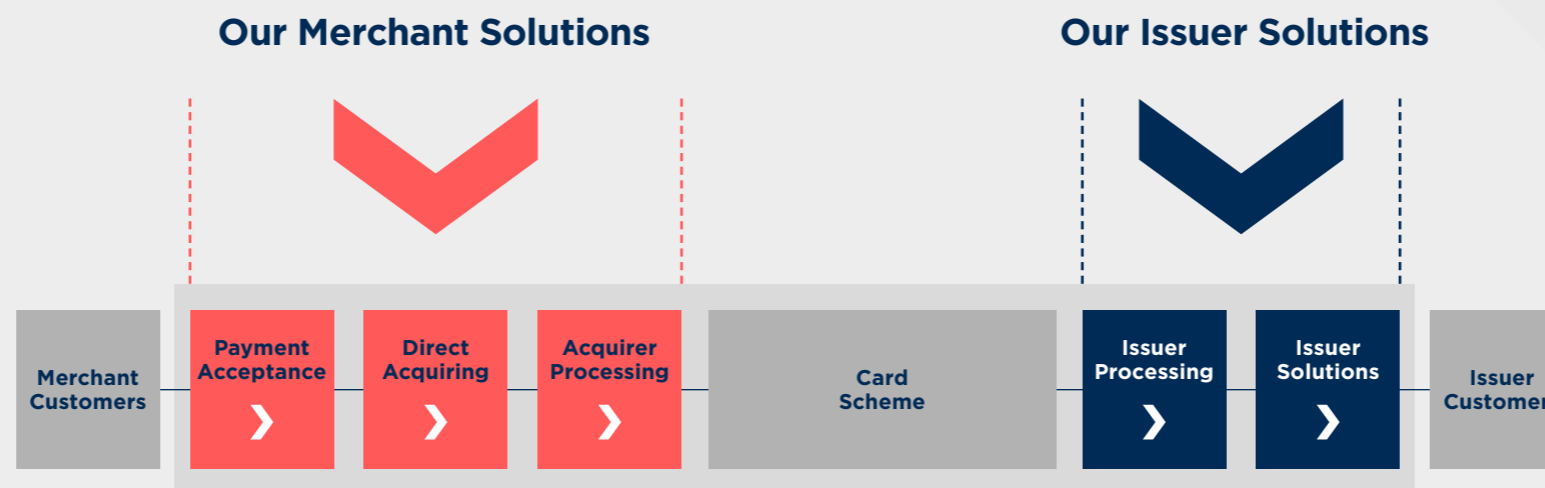 Our Merchant Solutions
Our Issuer Solutions
Merchant
Customers
Payment
Acceptance
Direct
Acquiring
Acquirer
Processing
Card
Scheme
Issuer
Processing
Issuer
Solutions
Issuer
Customer